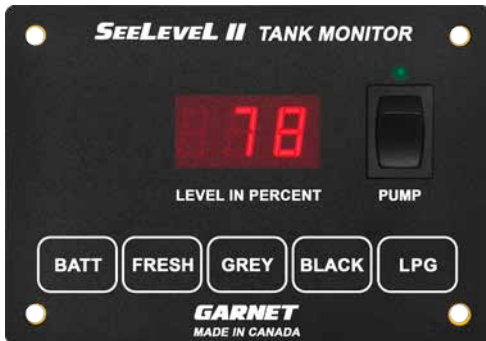 SEELEVEL II TANK MONITOR
78
LEVEL IN PERCENT
PUMP
BATT FRESH GREY BLACK LPG
GARNET
MADE IN CANADA